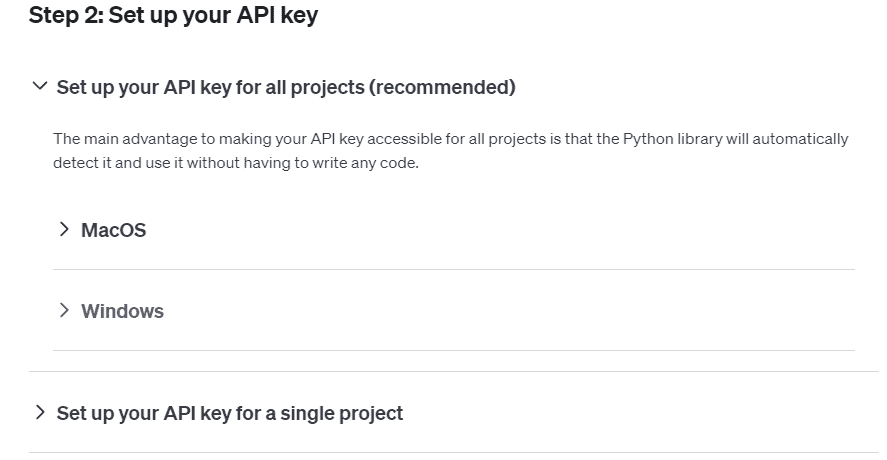 Step 2: Set up your API key
Set up your API key for all projects (recommended)
The main advantage to making your API key accessible for all projects is that the Python library will automatically
detect it and use it without having to write any code.
MacOS
Windows
Set up your API key for a single project